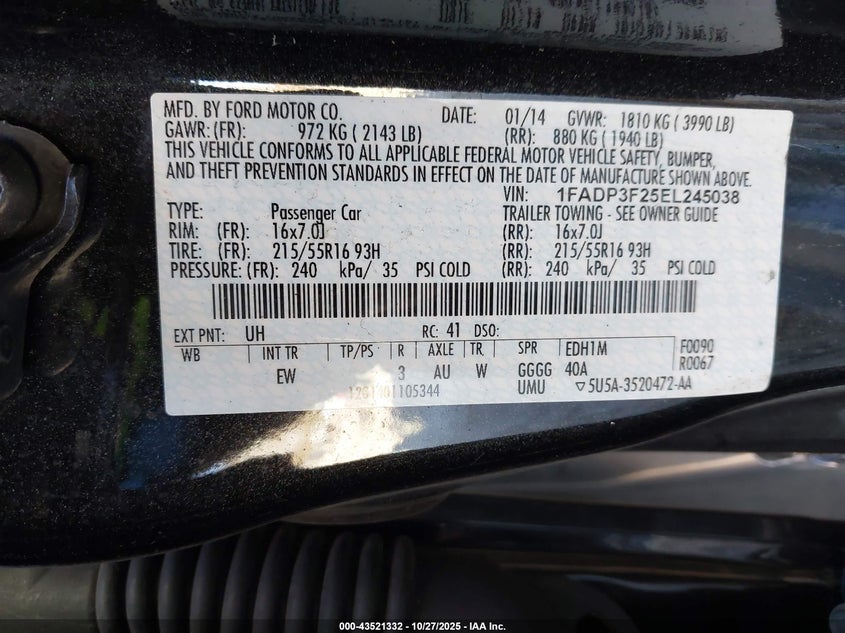 MFD. BY FORD MOTOR CO. DATE: 01/14 GVWR: 1810 KG ( 3990 LB)
GAWR:(FR): 972 KG ( 2143 LB) (RR): 880 KG ( 1940 LB)
THIS VEHICLE CONFORMS TO ALL APPLICABLE FEDERAL MOTOR VEHICLE SAFETY, BUMPER,
AND THEFT PREVENTION STANDARDS IN EFFECT ON THE DATE OF MANUFACTURE SHOWN ABOVE.
VIN: 1FADP3F25EL245038
TYPE: Passenger Car TRAILER TOWING - SEE OWNER GUIDE
RIM: (FR): 16x7.0J (RR): 16x7.0J
TIRE: (FR): 215/55R16 93H (RR): 215/55R16 93H
PRESSURE:(FR): 240 kPa/ 35 PSI COLD (RR): 240 kPa/ 35 PSI COLD
EXT PNT: UH RC: 41 DSO:
WB INT TR TP/PS R AXLE TR SPR EDH1M F0090
EW 3 AU W GGGG 40A R0067
UMU ▽5U5A-3520472-AA
000-43521332 | 10/27/2025 - IAA Inc.